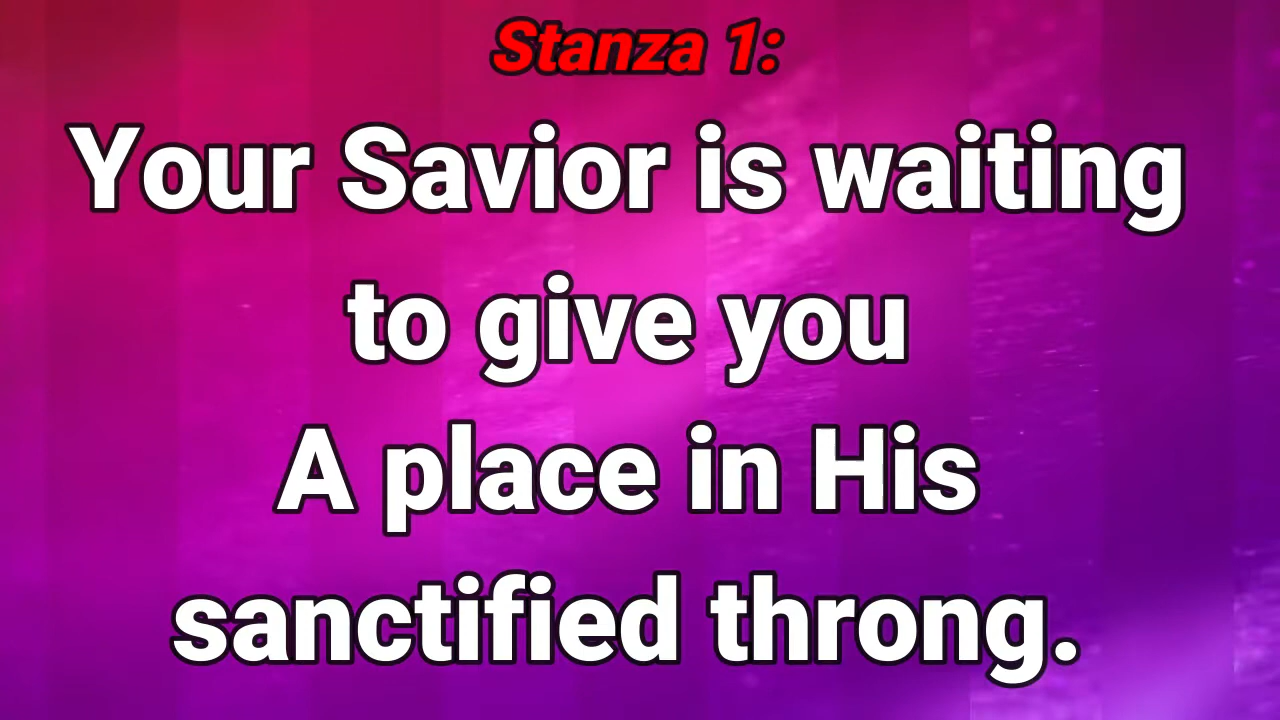 Stanza 1:
Your Savior is waiting
to give you
A place in His
sanctified throng.